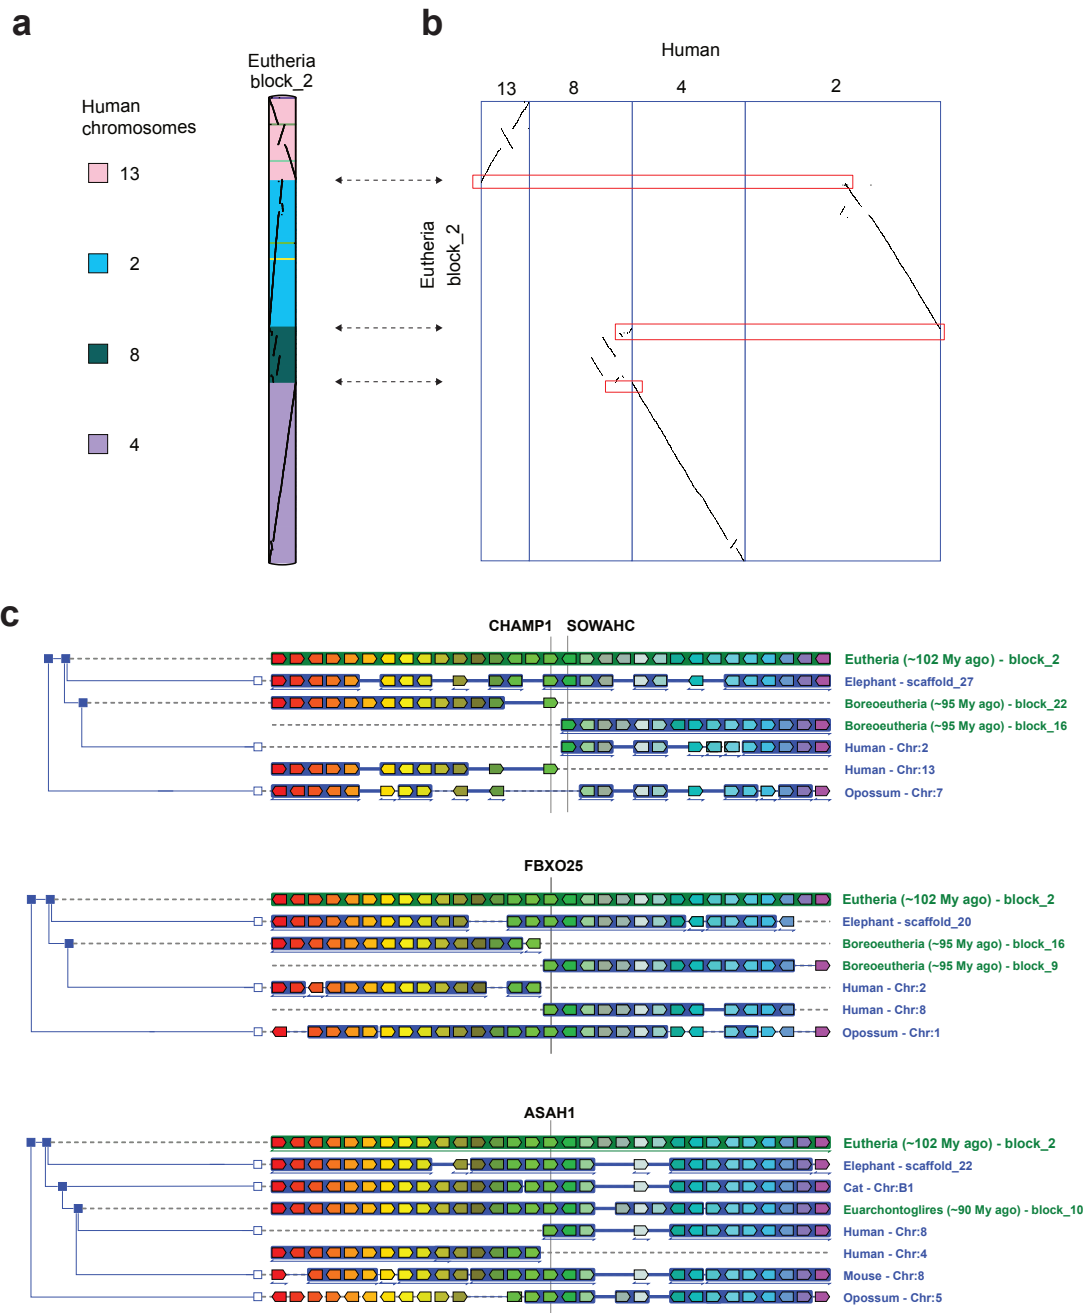 a
Eutheria
block_2
Human
chromosomes
13
2
8
4
b
Human
13
8
4
2
Eutheria
block_2
c
CHAMP1
SOWAHC
Eutheria (~102 My ago) - block_2
Elephant - scaffold_27
Boreoeutheria (~95 My ago) - block_22
Boreoeutheria (~95 My ago) - block_16
Human - Chr:2
Human - Chr:13
Opossum - Chr:7
FBXO25
Eutheria (~102 My ago) - block_2
Elephant - scaffold_20
Boreoeutheria (~95 My ago) - block_16
Boreoeutheria (~95 My ago) - block_9
Human - Chr:2
Human - Chr:8
Opossum - Chr:1
ASAH1
Eutheria (~102 My ago) - block_2
Elephant - scaffold_22
Cat - Chr:B1
Euarchontoglires (~90 My ago) - block_10
Human - Chr:8
Human - Chr:4
Mouse - Chr:8
Opossum - Chr:5